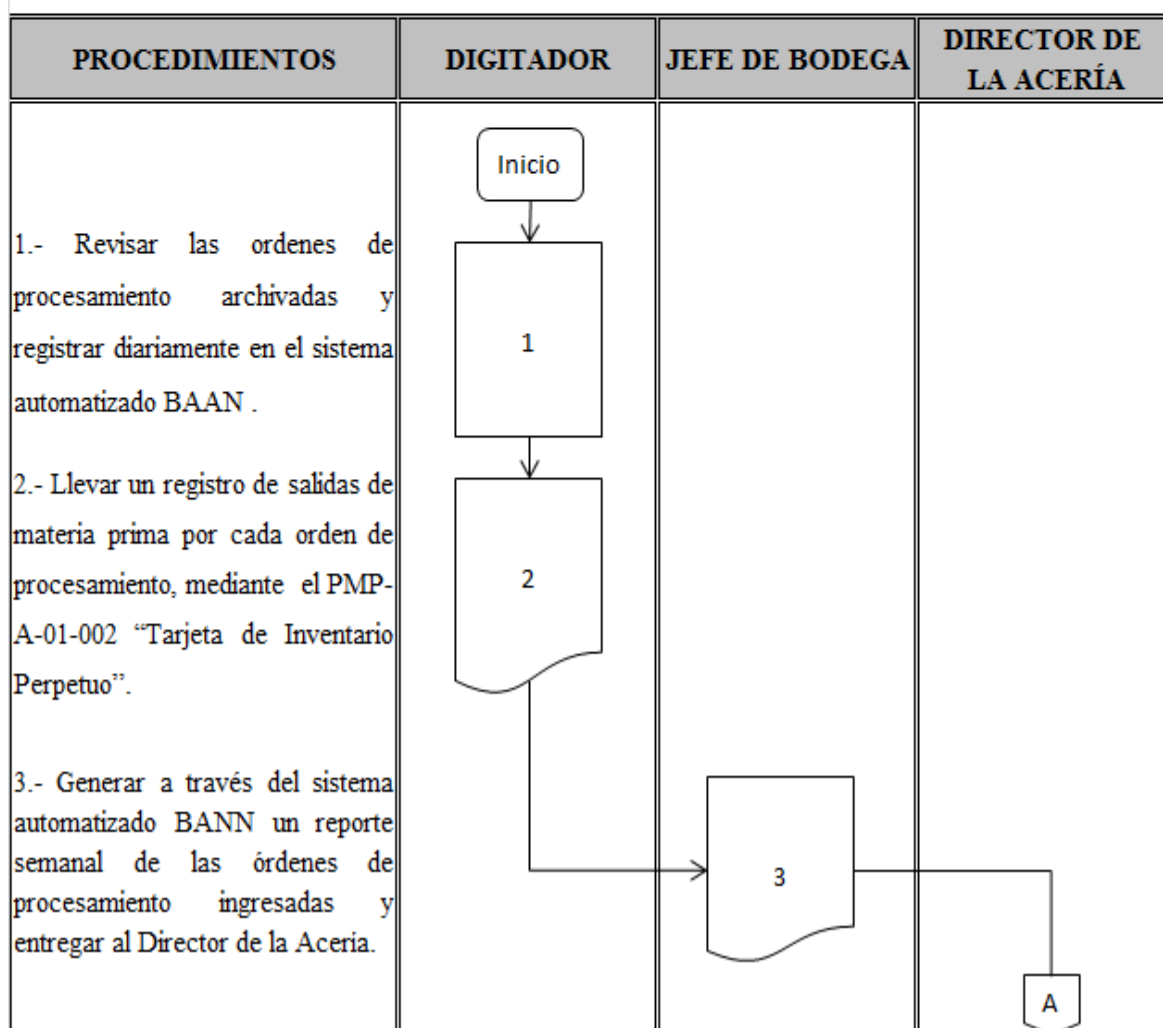 PROCEDIMIENTOS
DIGITADOR
JEFE DE BODEGA
DIRECTOR DE
LA ACERÍA
Inicio
1.- Revisar las ordenes de
procesamiento archivadas y
registrar diariamente en el sistema
automatizado BAAN .
1
2.- Llevar un registro de salidas de
materia prima por cada orden de
procesamiento, mediante el PMP-
A-01-002 “Tarjeta de Inventario
Perpetuo”.
2
3.- Generar a través del sistema
automatizado BANN un reporte
semanal de las órdenes de
procesamiento ingresadas y
entregar al Director de la Acería.
3
A